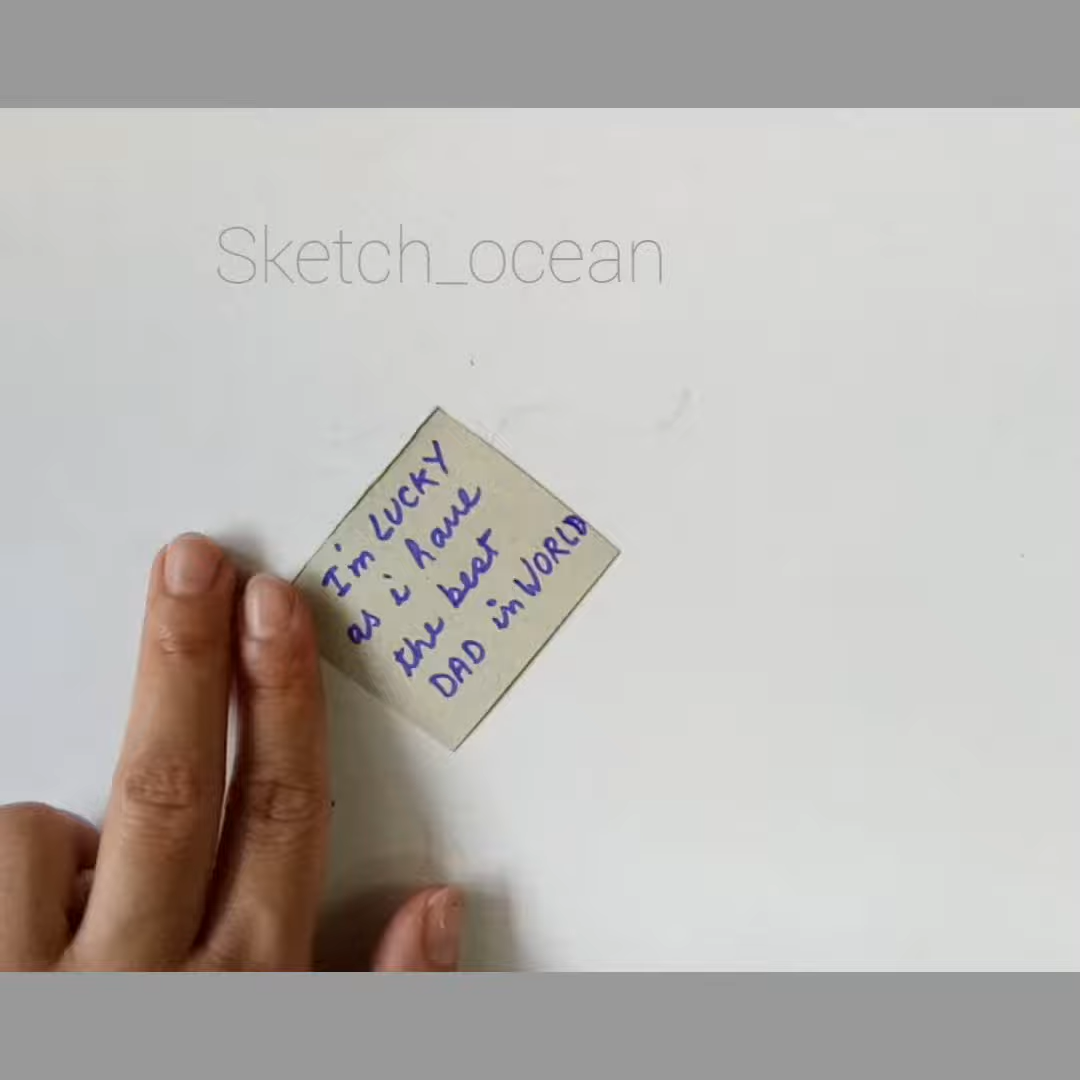 Sketch_ocean
I'm LUCKY
as i have
the best
DAD in WORLD